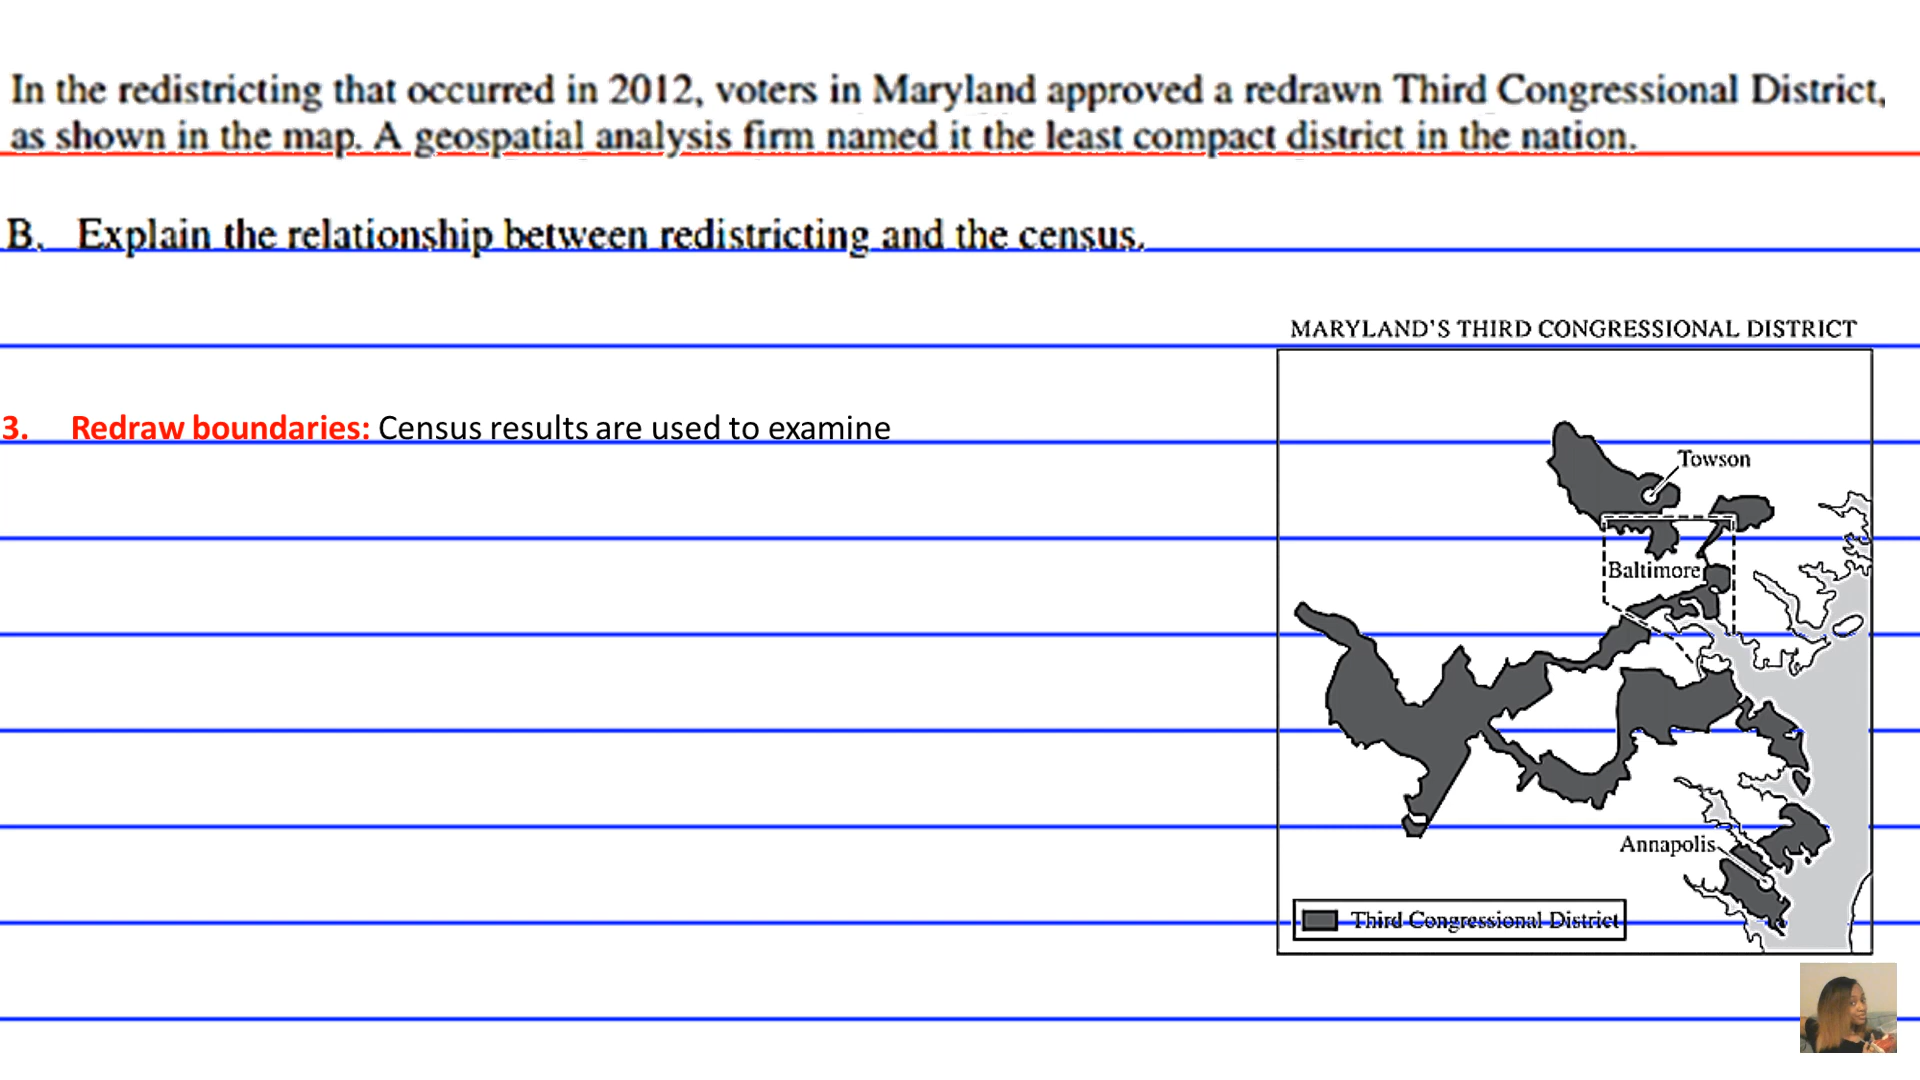 In the redistricting that occurred in 2012, voters in Maryland approved a redrawn Third Congressional District,
as shown in the map. A geospatial analysis firm named it the least compact district in the nation.
B. Explain the relationship between redistricting and the census.
3. Redraw boundaries: Census results are used to examine
MARYLAND'S THIRD CONGRESSIONAL DISTRICT
Towson
Baltimore
Annapolis
Third Congressional District